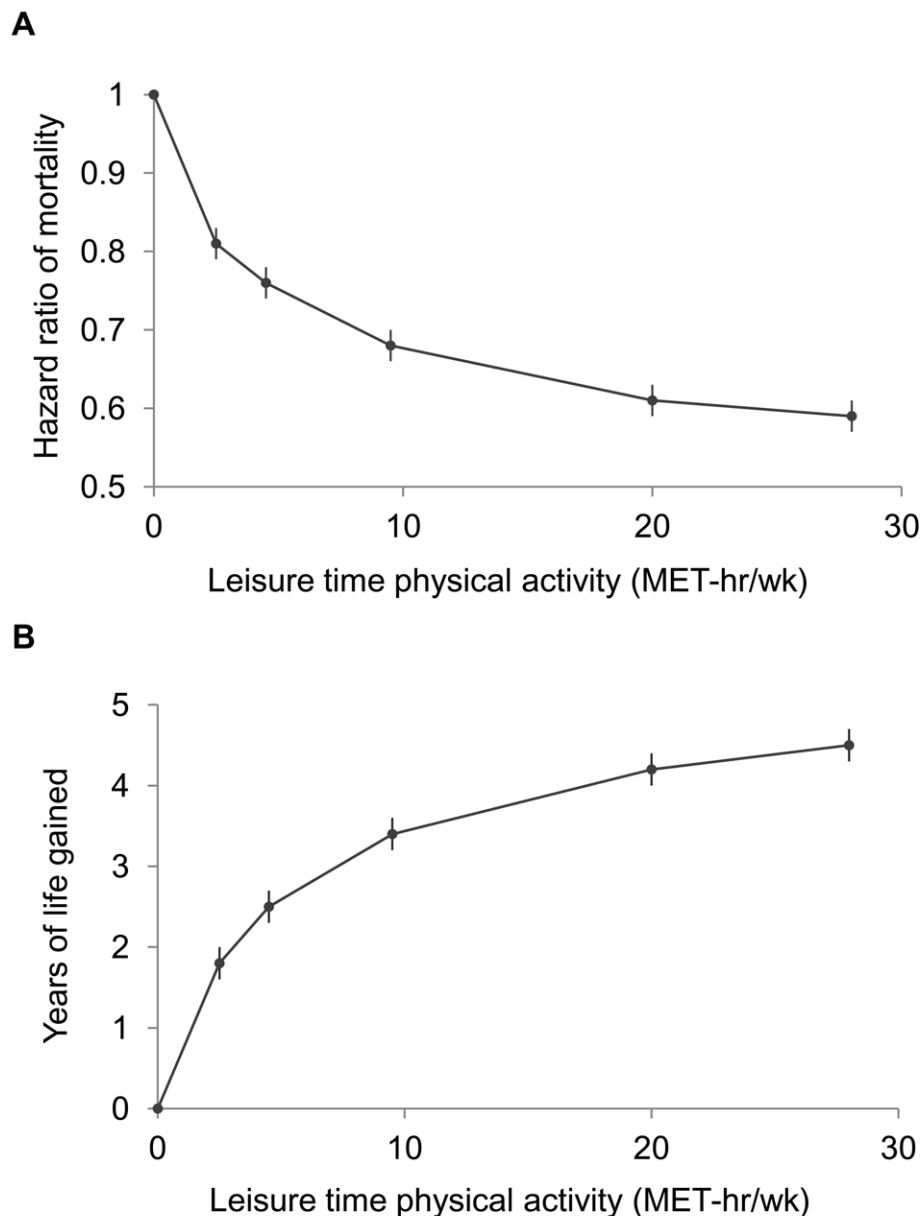 A
Hazard ratio of mortality
1
0.9
0.8
0.7
0.6
0.5
0 10 20 30
Leisure time physical activity (MET-hr/wk)
B
Years of life gained
5
4
3
2
1
0
0 10 20 30
Leisure time physical activity (MET-hr/wk)